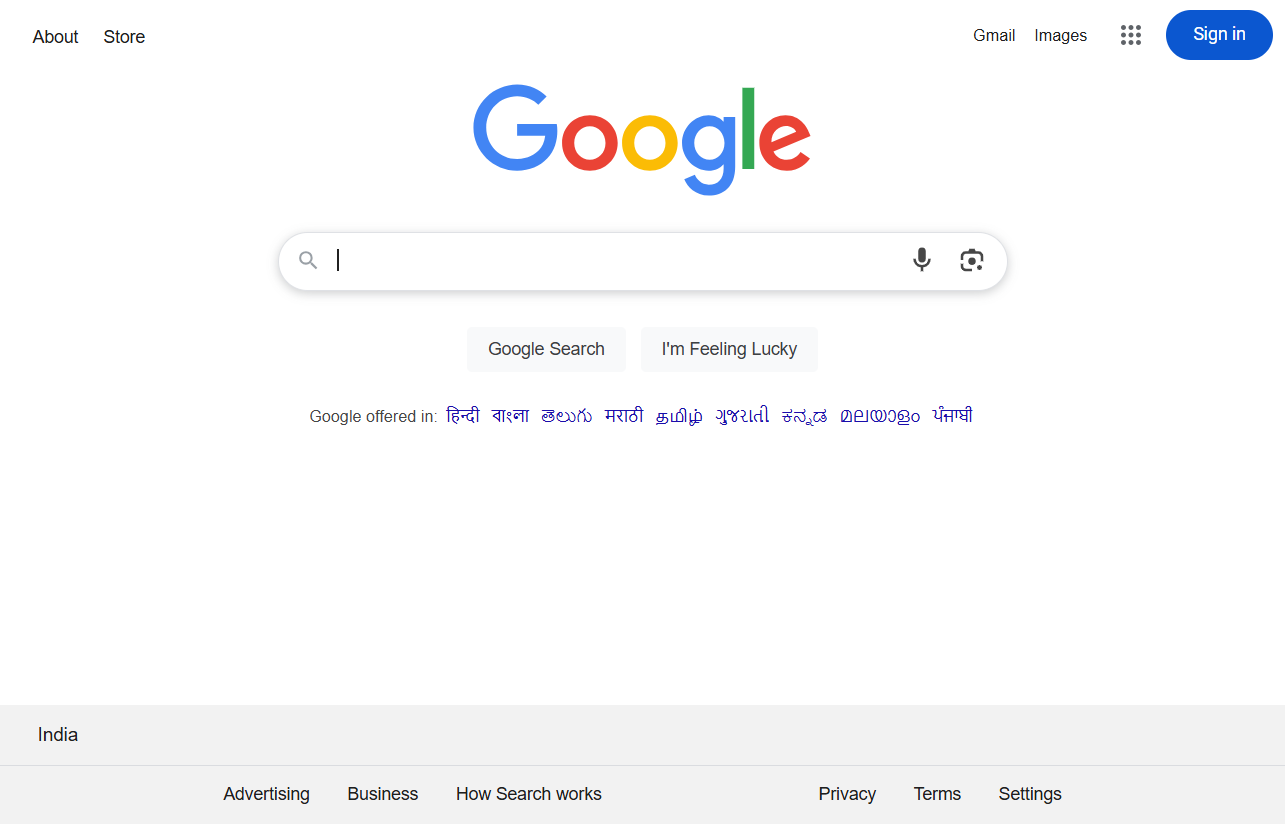 About Store Gmail Images Sign in
Google
Google Search I'm Feeling Lucky
Google offered in: हिन्दी বাংলা తెలుగు मराठी தமிழ் ગુજરાતી ಕನ್ನಡ മലയാളം ਪੰਜਾਬੀ
India
Advertising Business How Search works Privacy Terms Settings